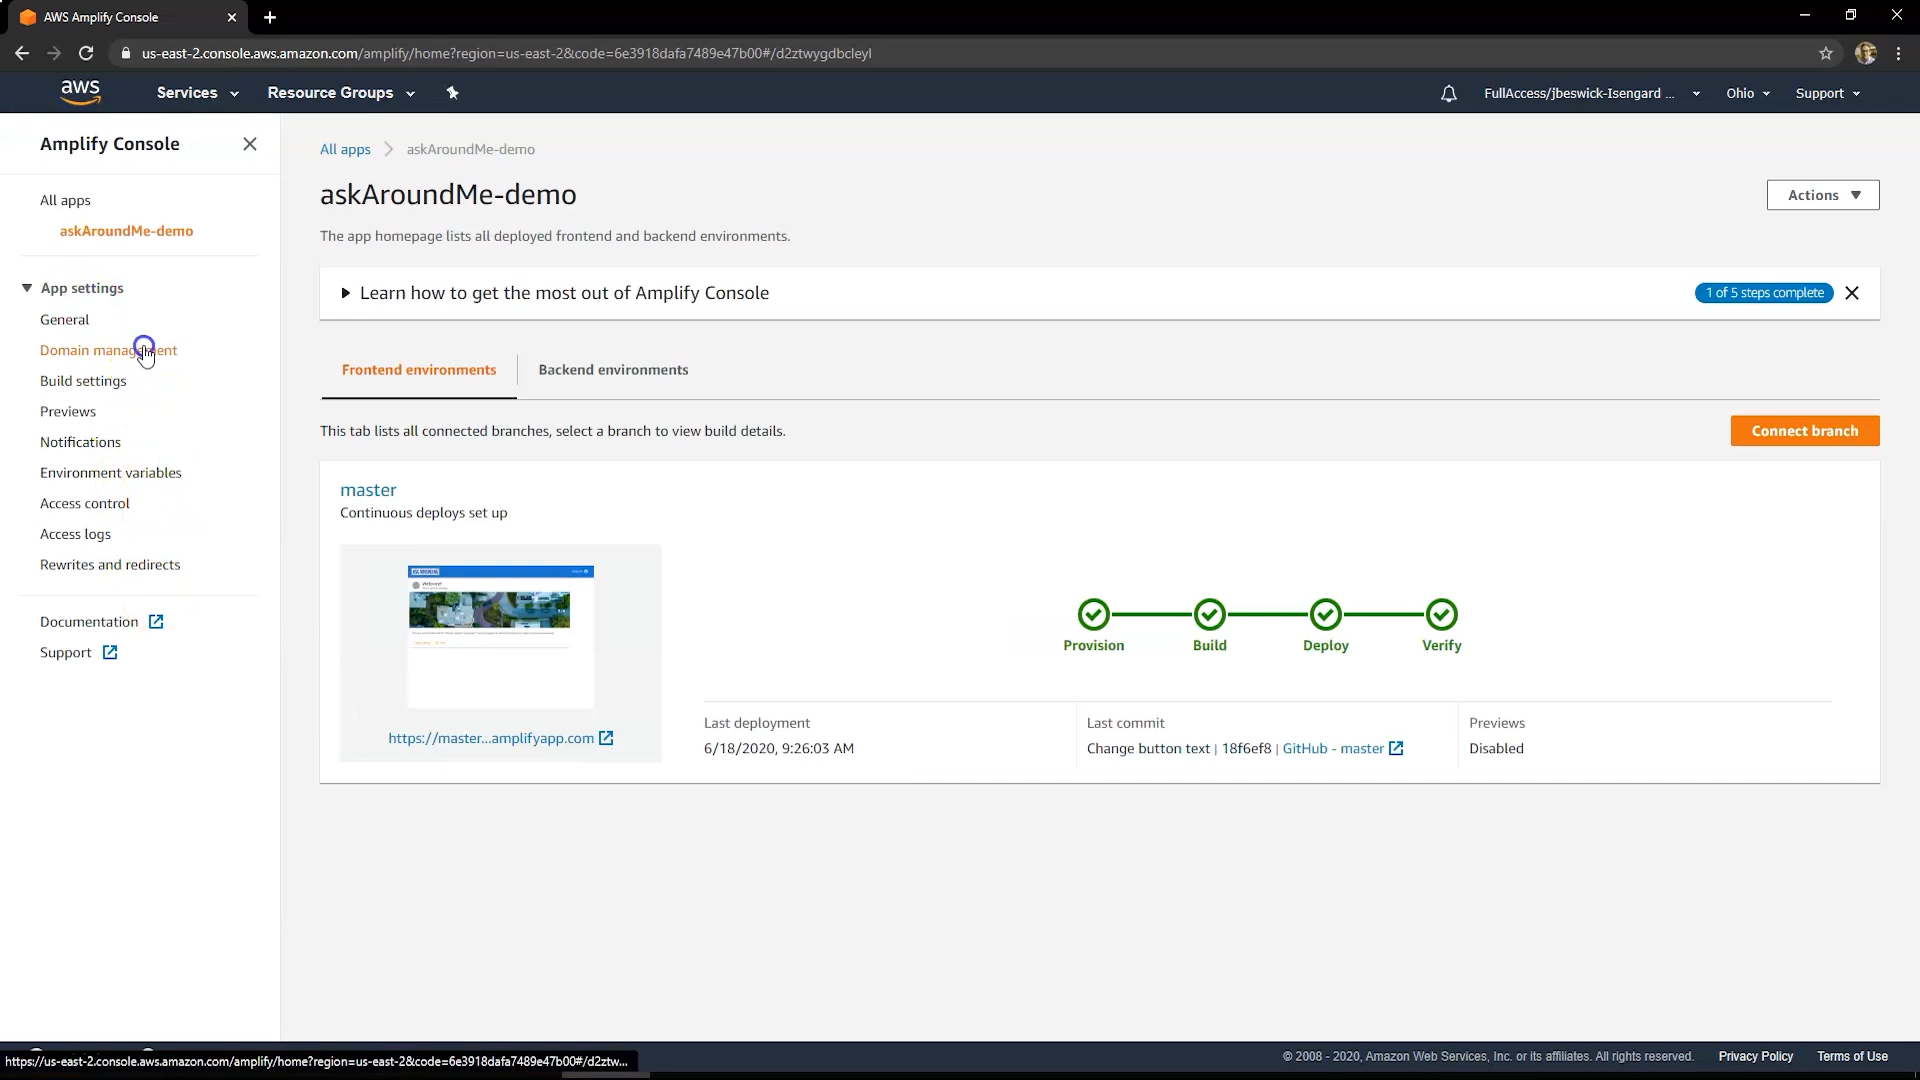 AWS Amplify Console
us-east-2.console.aws.amazon.com/amplify/home?region=us-east-2&code=6e3918dafa7489e47b00#/d2ztwygdbcleyl
aws Services Resource Groups FullAccess/jbeswick-Isengard ... Ohio Support
Amplify Console
All apps
askAroundMe-demo
App settings
General
Domain management
Build settings
Previews
Notifications
Environment variables
Access control
Access logs
Rewrites and redirects
Documentation
Support
All apps askAroundMe-demo
askAroundMe-demo
Actions
The app homepage lists all deployed frontend and backend environments.
Learn how to get the most out of Amplify Console
1 of 5 steps complete
Frontend environments Backend environments
This tab lists all connected branches, select a branch to view build details.
Connect branch
master
Continuous deploys set up
Welcome!
https://master...amplifyapp.com
Provision Build Deploy Verify
Last deployment
6/18/2020, 9:26:03 AM
Last commit
Change button text | 18f6ef8 | GitHub - master
Previews
Disabled
https://us-east-2.console.aws.amazon.com/amplify/home?region=us-east-2&code=6e3918dafa7489e47b00#/d2ztw...
© 2008 - 2020, Amazon Web Services, Inc. or its affiliates. All rights reserved. Privacy Policy Terms of Use